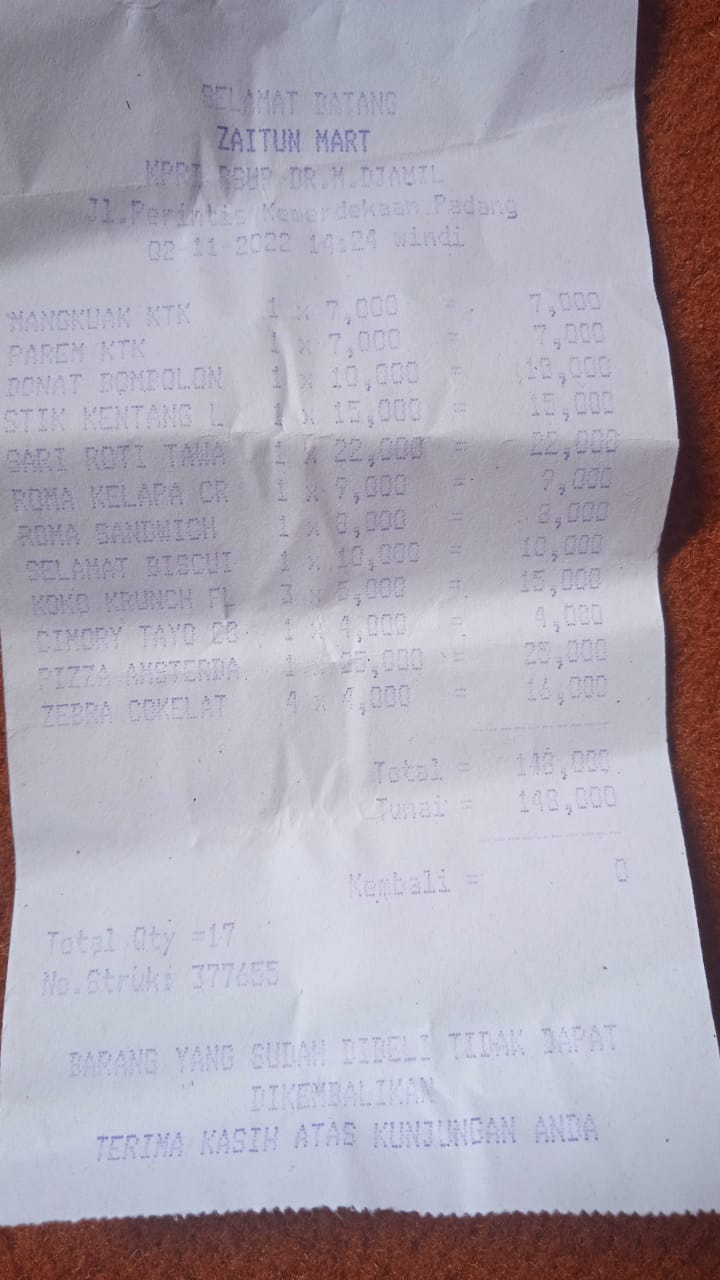 SELAMAT DATANG
ZAITUN MART
KPRI RSUP DR.M.DJAMIL
Jl.Perintis Kemerdekaan Padang
02-11-2022 14:24 windi
MANGKUAK KTK 1 x 7,000 = 7,000
PAREM KTK 1 x 7,000 = 7,000
DONAT BOMBOLON 1 x 10,000 = 10,000
STIK KENTANG L 1 x 15,000 = 15,000
SARI ROTI TAWA 1 x 22,000 = 22,000
ROMA KELAPA CR 1 x 9,000 = 9,000
ROMA SANDWICH 1 x 8,000 = 8,000
SELAMAT BISCUI 1 x 10,000 = 10,000
KOKO KRUNCH FL 3 x 5,000 = 15,000
CIMORY TAYO 1 x 4,000 = 4,000
PIZZA AMSTERDA 1 x 25,000 = 25,000
ZEBRA COKELAT 4 x 4,000 = 16,000
Total = 148,000
Tunai = 148,000
Kembali = 0
Total Qty =17
No.Struk: 377655
BARANG YANG SUDAH DIBELI TIDAK DAPAT
DIKEMBALIKAN
TERIMA KASIH ATAS KUNJUNGAN ANDA